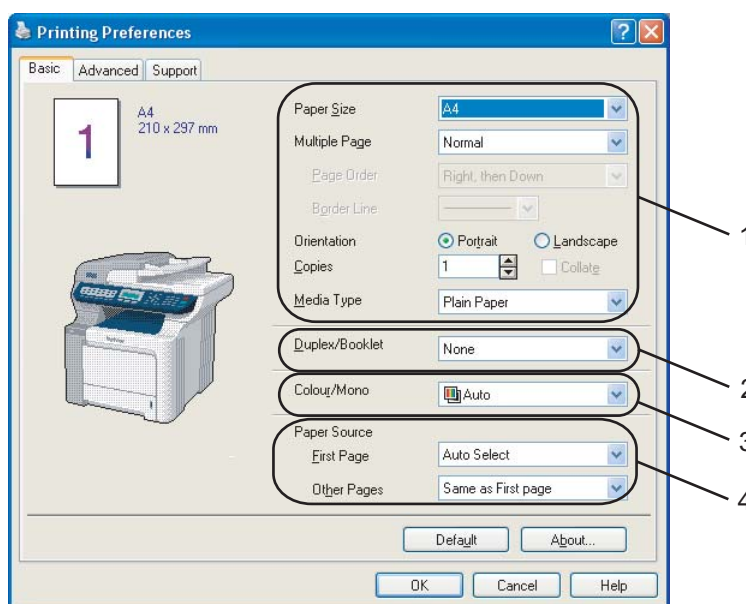 Printing Preferences
Basic Advanced Support
1
A4
210 x 297 mm
Paper Size A4
Multiple Page Normal
Page Order Right, then Down
Border Line
Orientation Portrait Landscape
Copies 1 Collate
Media Type Plain Paper
1
Duplex/Booklet None
2
Colour/Mono Auto
3
Paper Source
First Page Auto Select
Other Pages Same as First page
4
Default About...
OK Cancel Help